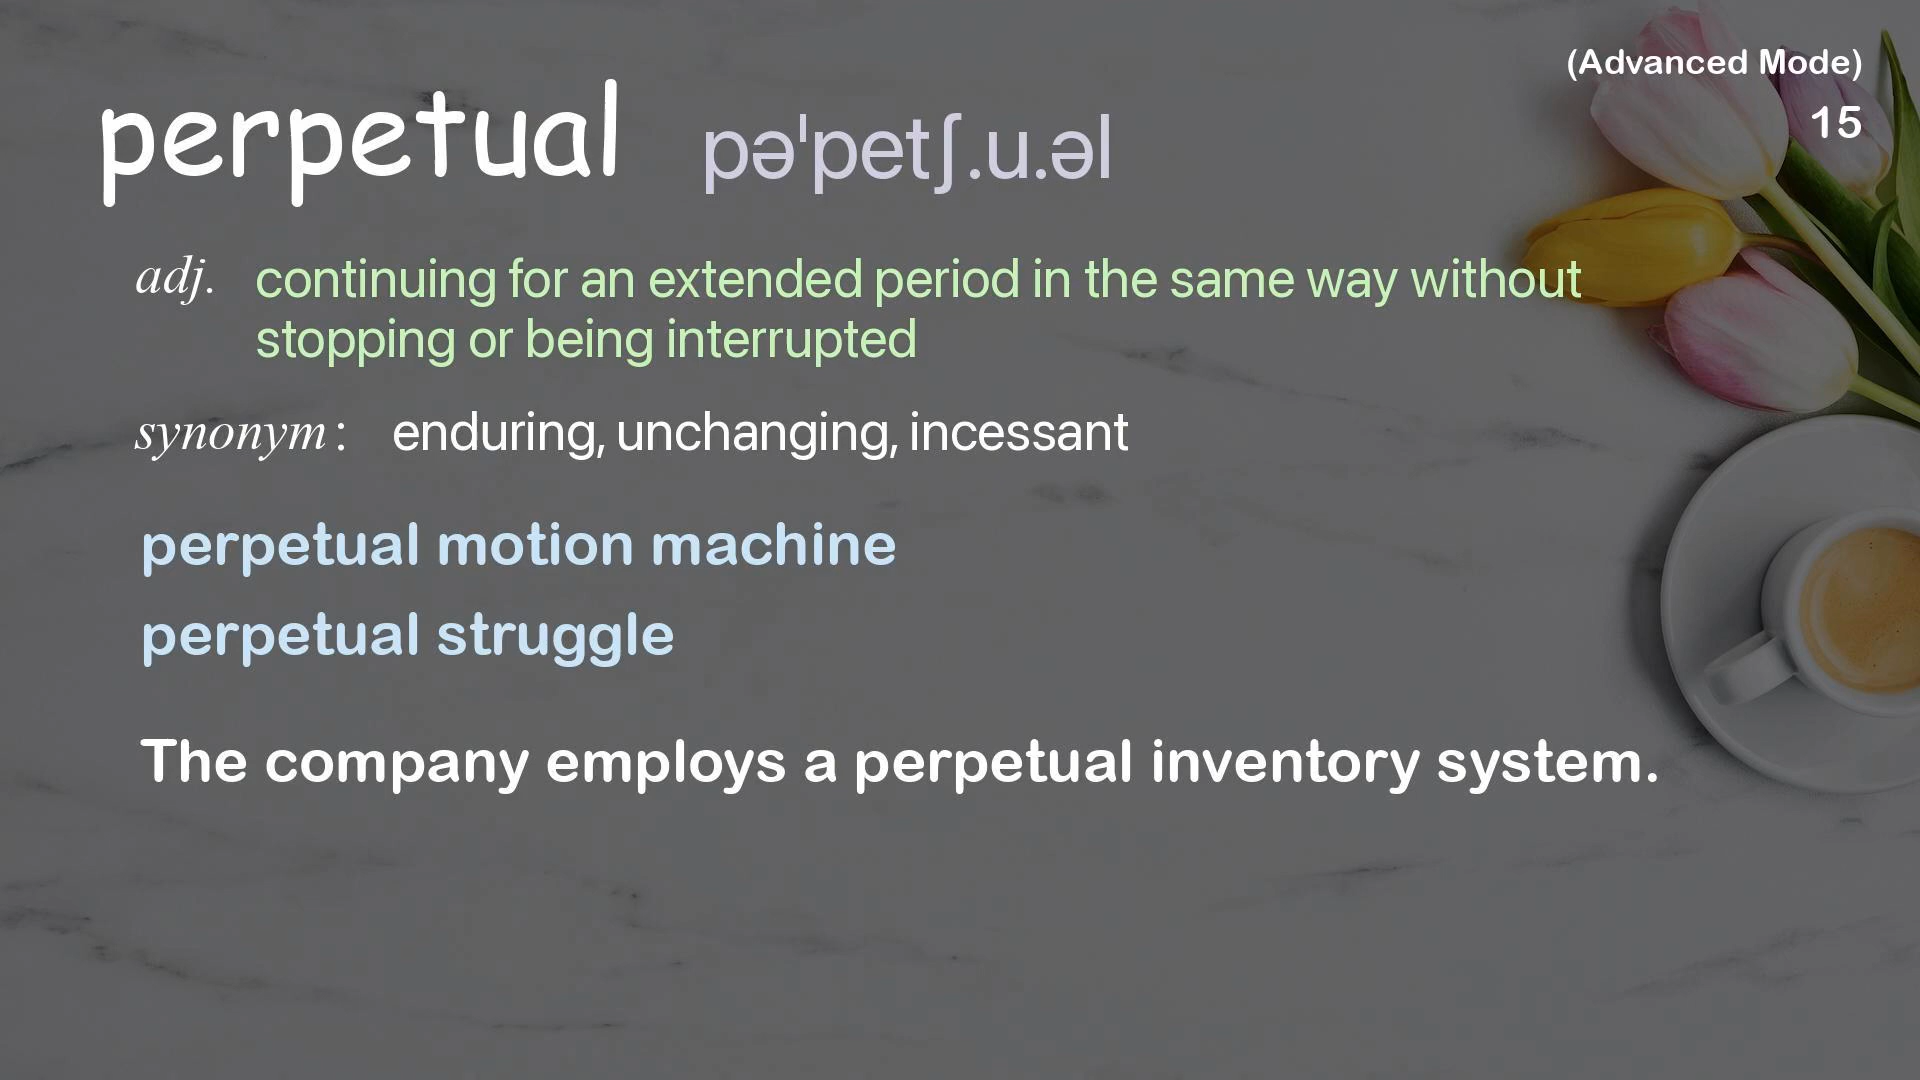 (Advanced Mode)
15
perpetual pəˈpetʃ.u.əl
adj. continuing for an extended period in the same way without
stopping or being interrupted
synonym: enduring, unchanging, incessant
perpetual motion machine
perpetual struggle
The company employs a perpetual inventory system.